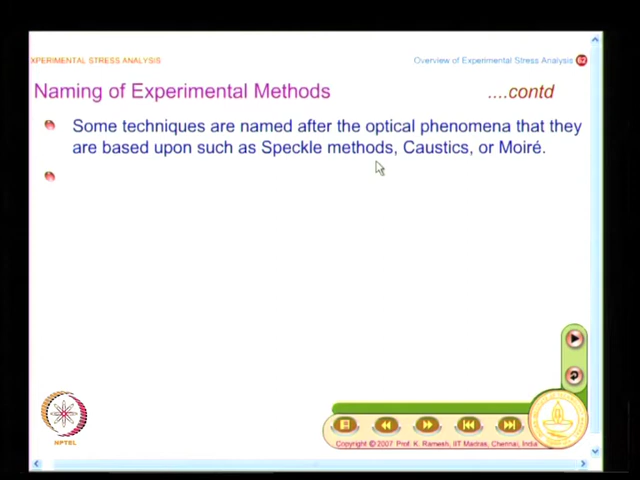 XPERIMENTAL STRESS ANALYSIS
Overview of Experimental Stress Analysis 62
Naming of Experimental Methods ....contd
Some techniques are named after the optical phenomena that they
are based upon such as Speckle methods, Caustics, or Moiré.
NPTEL
Copyright © 2007 Prof. K. Ramesh, IIT Madras, Chennai, India